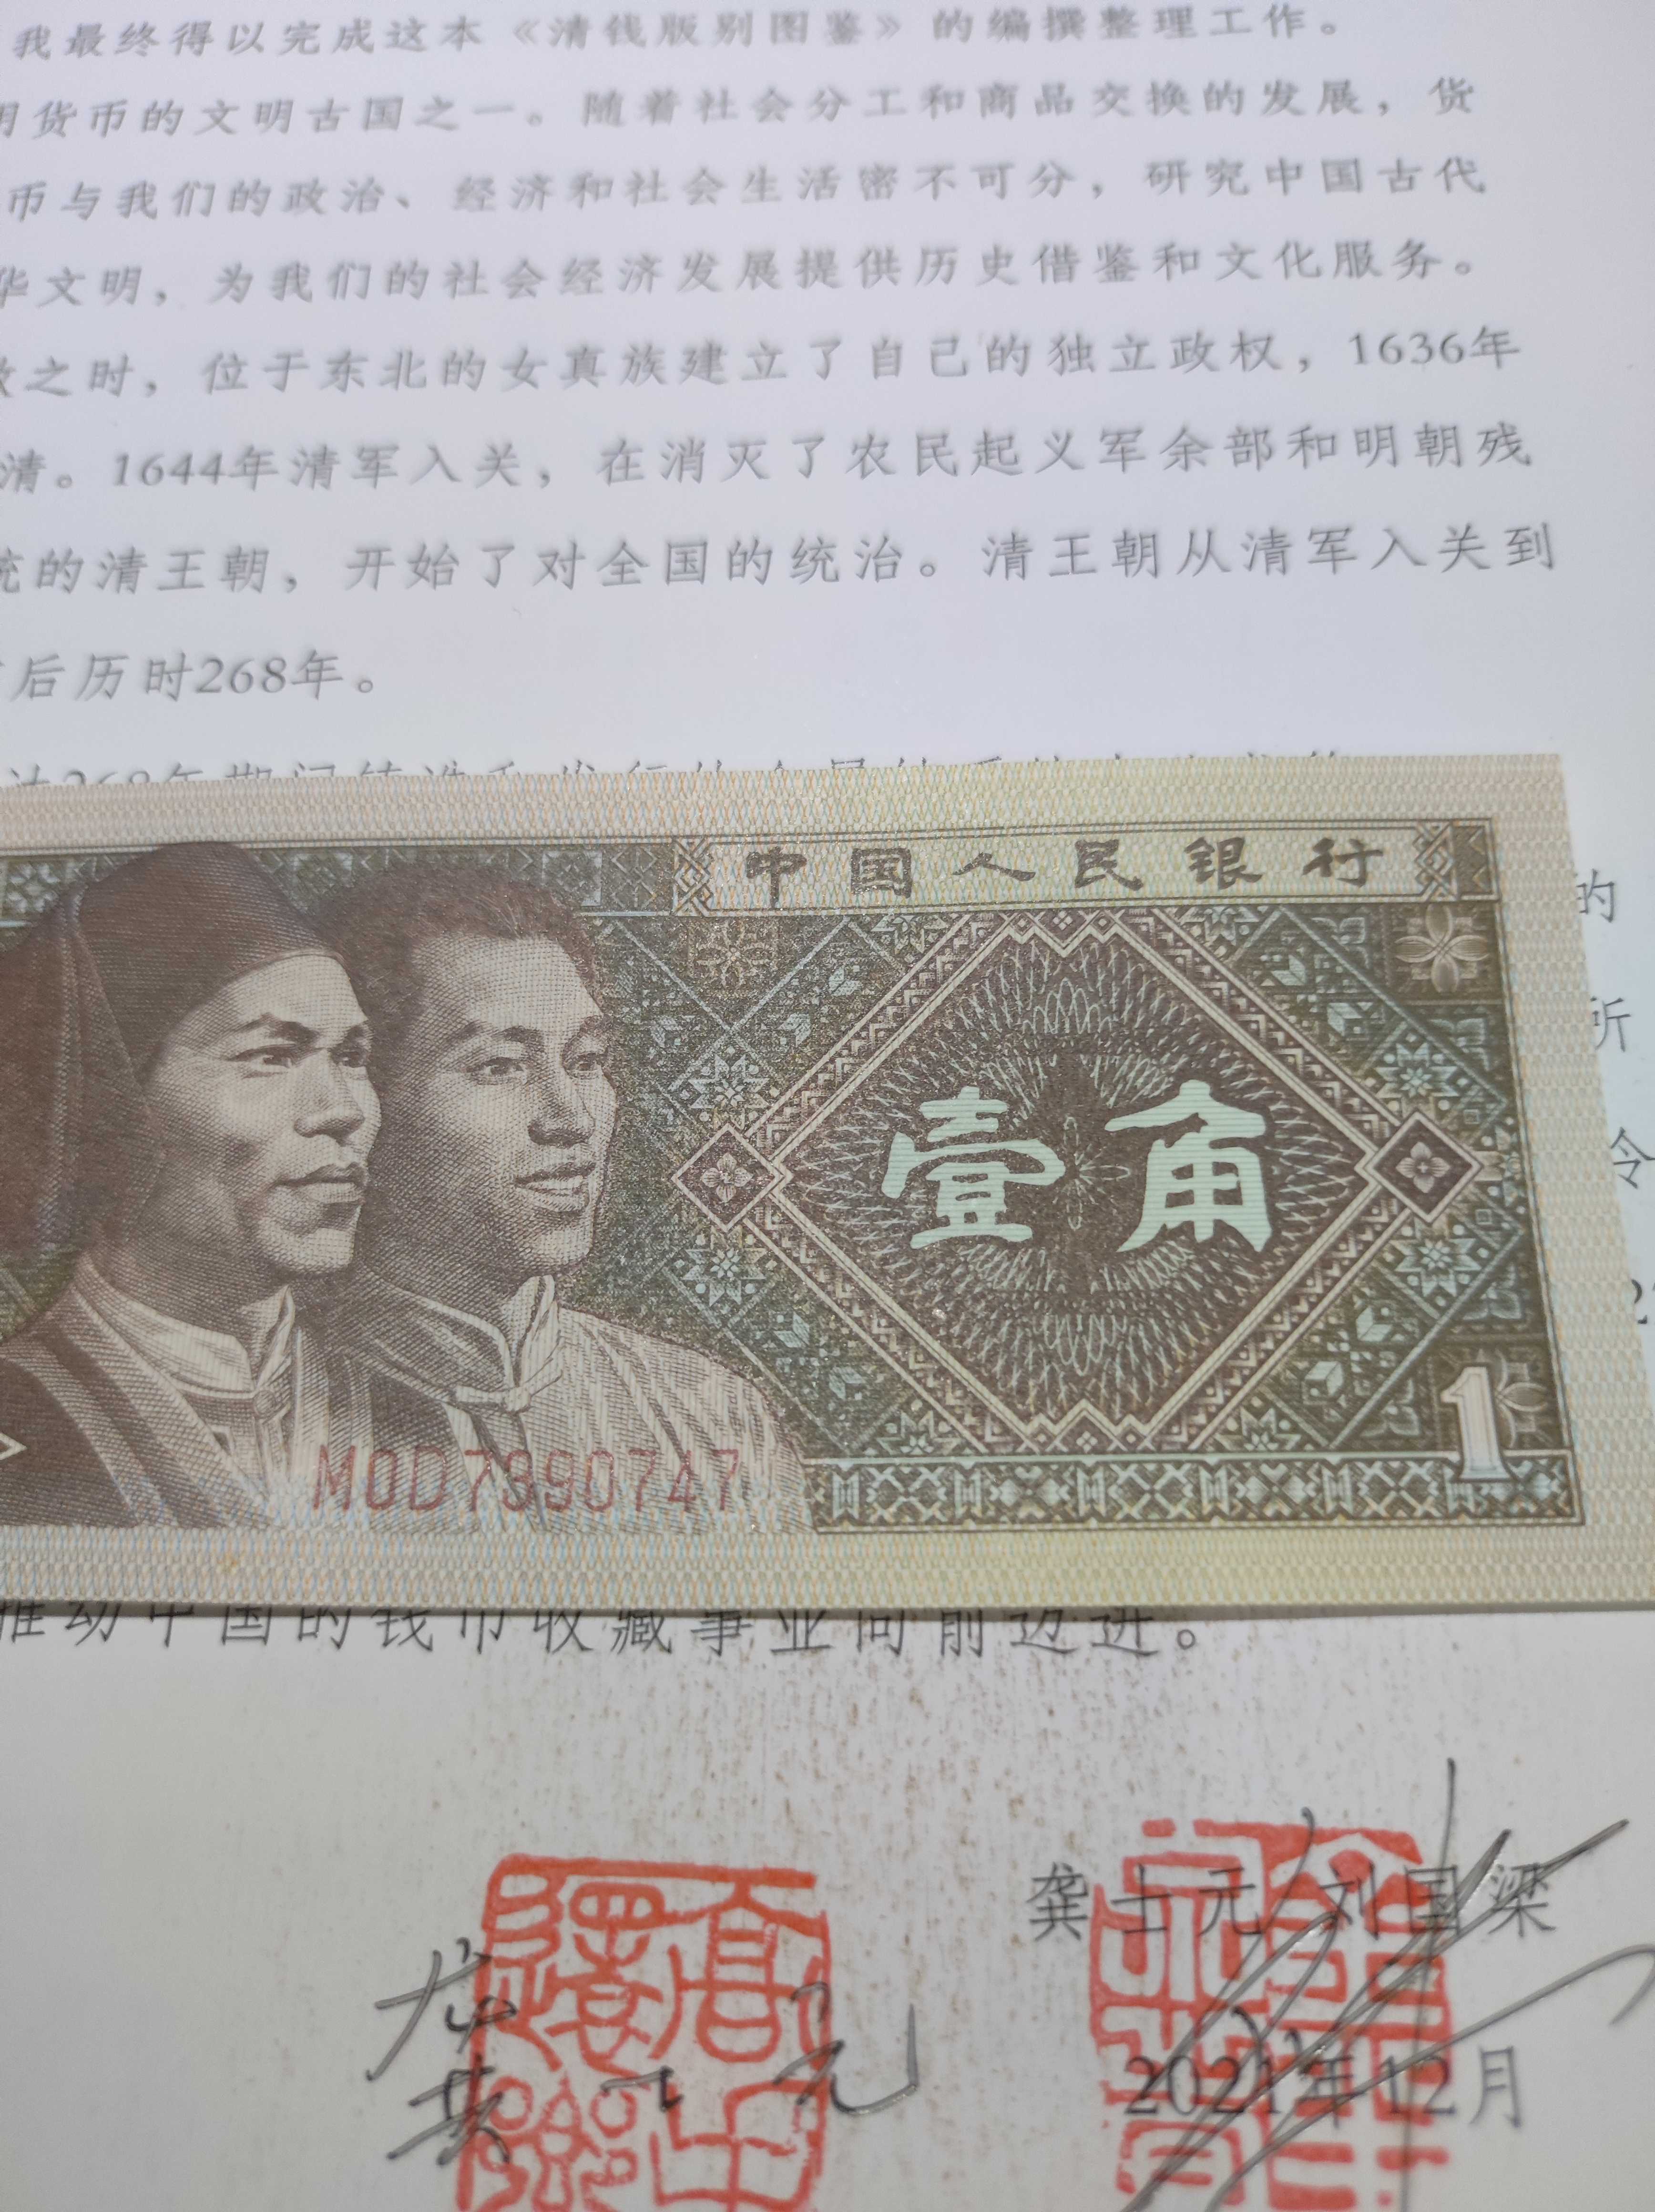 我最终得以完成这本《清钱版别图鉴》的编撰整理工作。
明货币的文明古国之一。随着社会分工和商品交换的发展，货
币与我们的政治、经济和社会生活密不可分，研究中国古代
华文明，为我们的社会经济发展提供历史借鉴和文化服务。
之时，位于东北的女真族建立了自己的独立政权，1636年
清。1644年清军入关，在消灭了农民起义军余部和明朝残
统的清王朝，开始了对全国的统治。清王朝从清军入关到
后历时268年。
中国人民银行
的
所
壹角
令
1
M0D7390747
推动中国的钱币收藏事业向前迈进。
龚士元 刘国梁
2021年12月